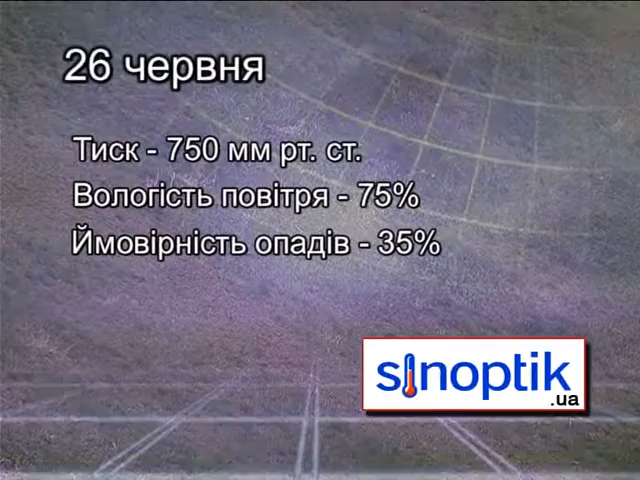 26 червня
Тиск - 750 мм рт. ст.
Вологість повітря - 75%
Ймовірність опадів - 35%
sinoptik
.ua